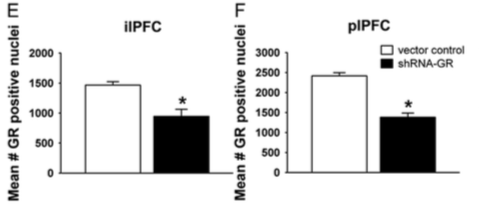 E
ilPFC
Mean # GR positive nuclei
2000
1500
1000
500
0
*
F
plPFC
Mean # GR positive nuclei
3000
2500
2000
1500
1000
500
0
vector control
shRNA-GR
*